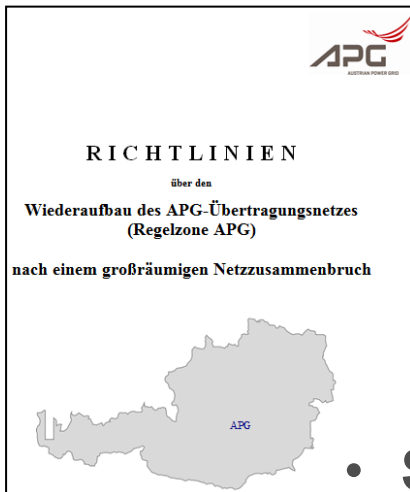 APG
AUSTRIAN POWER GRID
RICHTLINIEN
über den
Wiederaufbau des APG-Übertragungsnetzes
(Regelzone APG)
nach einem großräumigen Netzzusammenbruch
APG